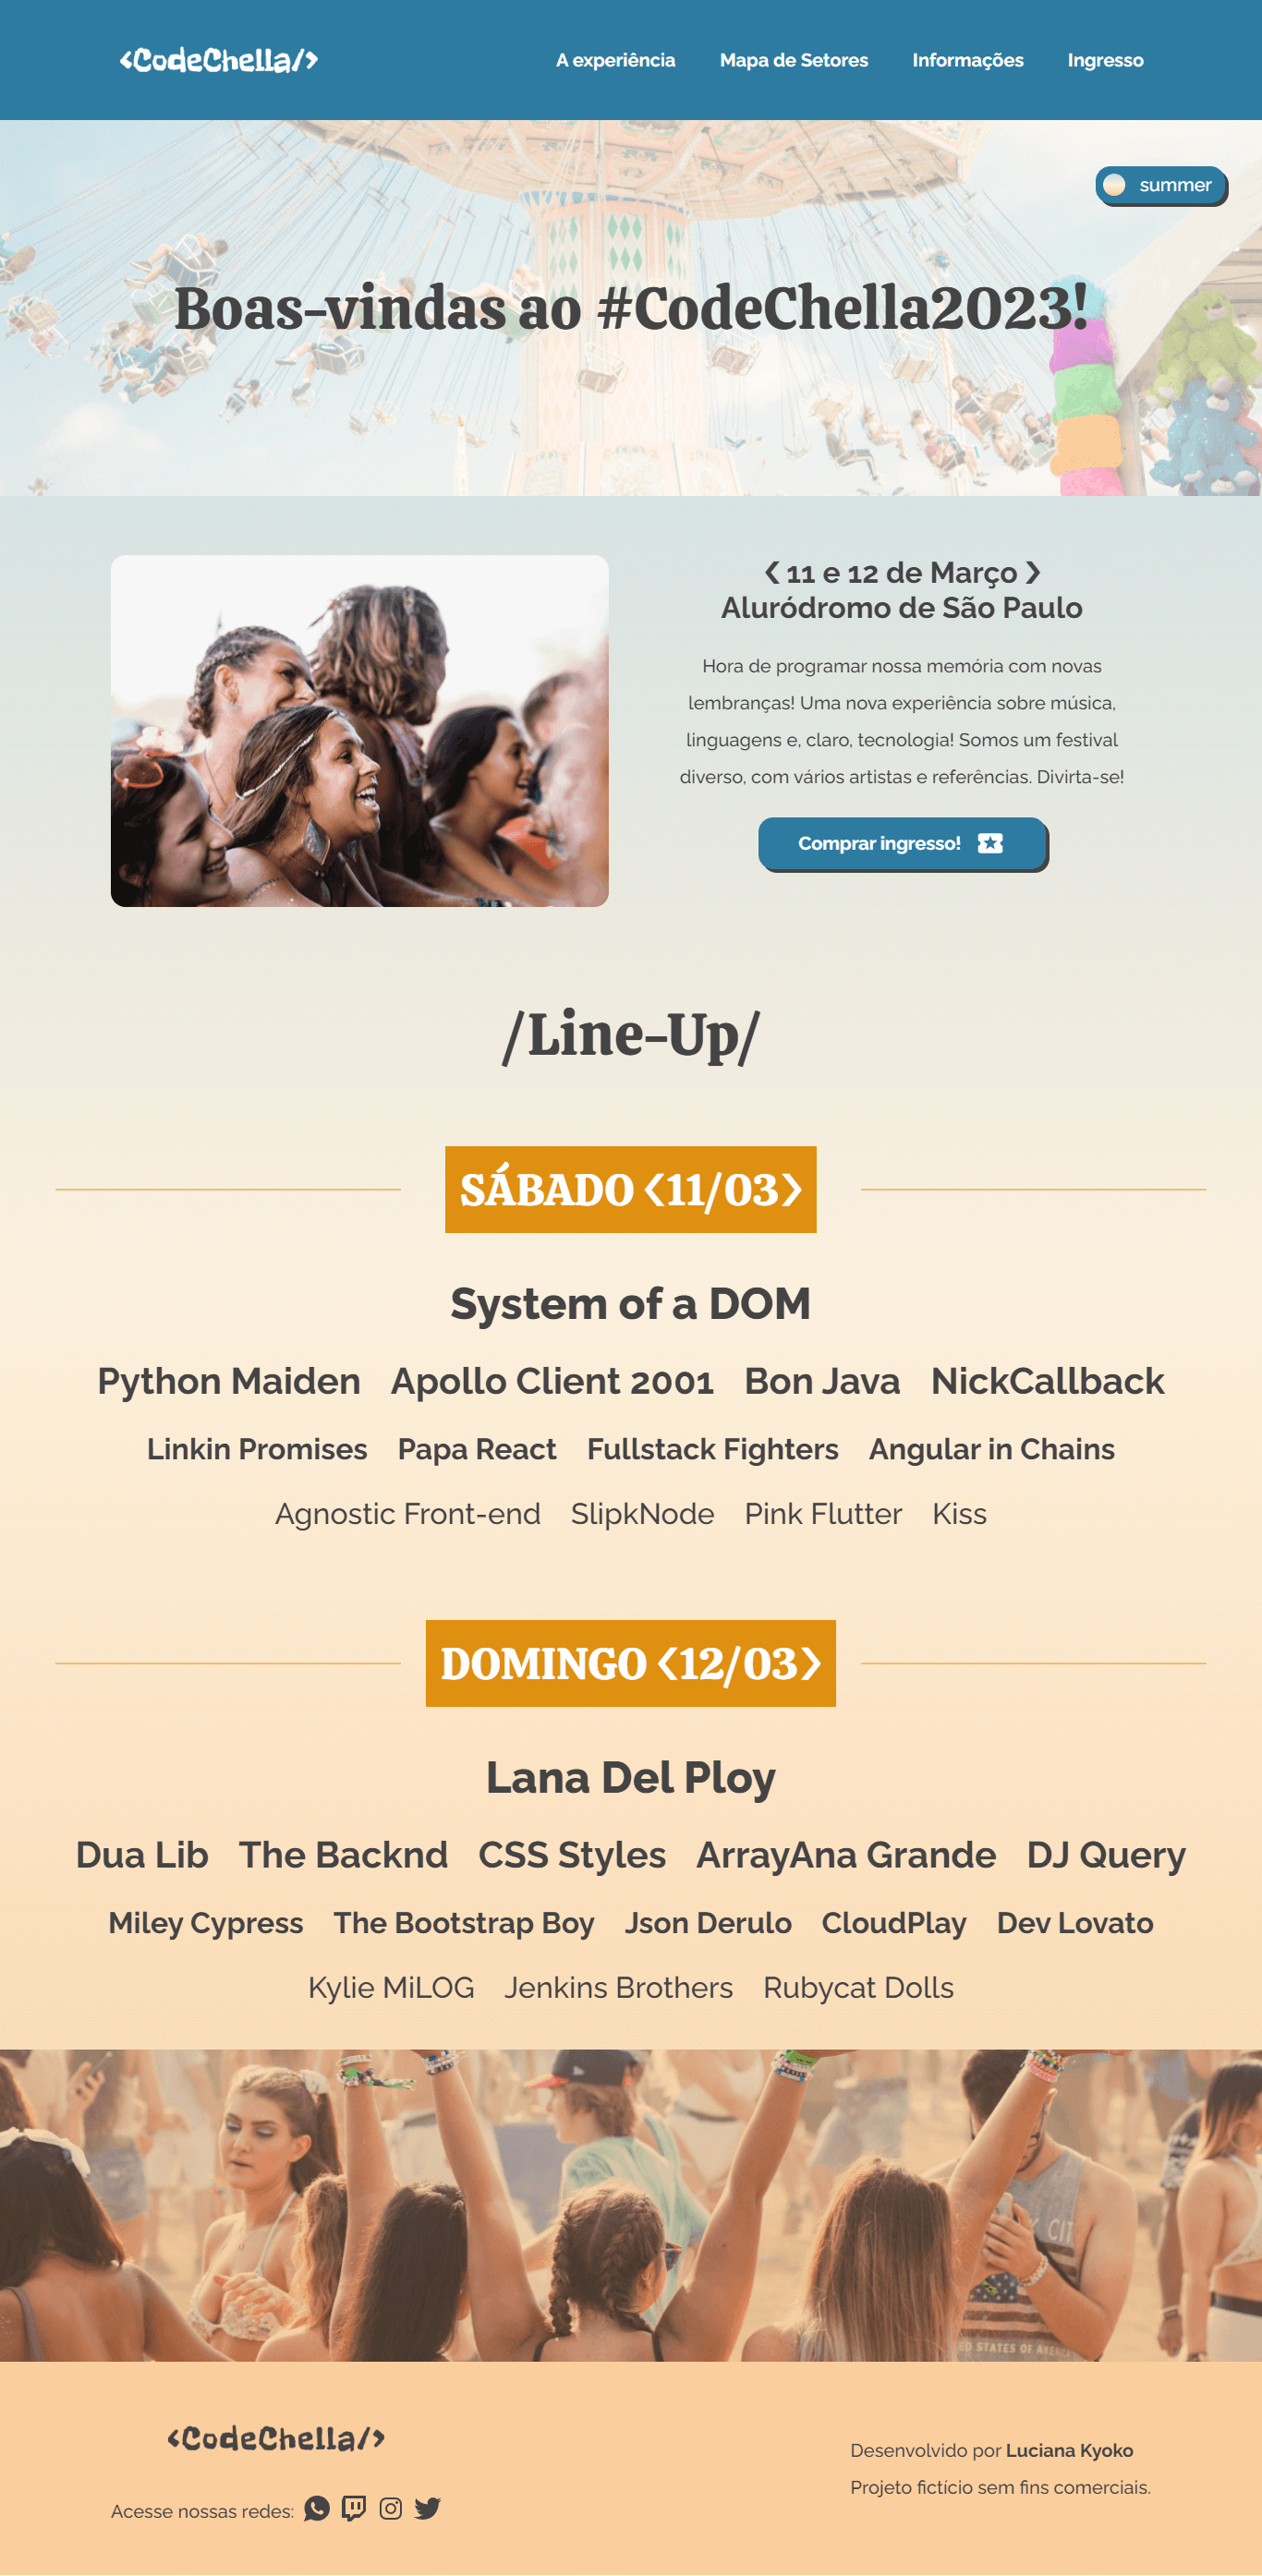 <CodeChella/>
A experiência Mapa de Setores Informações Ingresso
summer
Boas-vindas ao #CodeChella2023!
❮ 11 e 12 de Março ❯
Aluródromo de São Paulo
Hora de programar nossa memória com novas
lembranças! Uma nova experiência sobre música,
linguagens e, claro, tecnologia! Somos um festival
diverso, com vários artistas e referências. Divirta-se!
Comprar ingresso!
/Line-Up/
SÁBADO ❮11/03❯
System of a DOM
Python Maiden Apollo Client 2001 Bon Java NickCallback
Linkin Promises Papa React Fullstack Fighters Angular in Chains
Agnostic Front-end SlipkNode Pink Flutter Kiss
DOMINGO ❮12/03❯
Lana Del Ploy
Dua Lib The Backnd CSS Styles ArrayAna Grande DJ Query
Miley Cypress The Bootstrap Boy Json Derulo CloudPlay Dev Lovato
Kylie MiLOG Jenkins Brothers Rubycat Dolls
<CodeChella/>
Acesse nossas redes:
Desenvolvido por Luciana Kyoko
Projeto fictício sem fins comerciais.